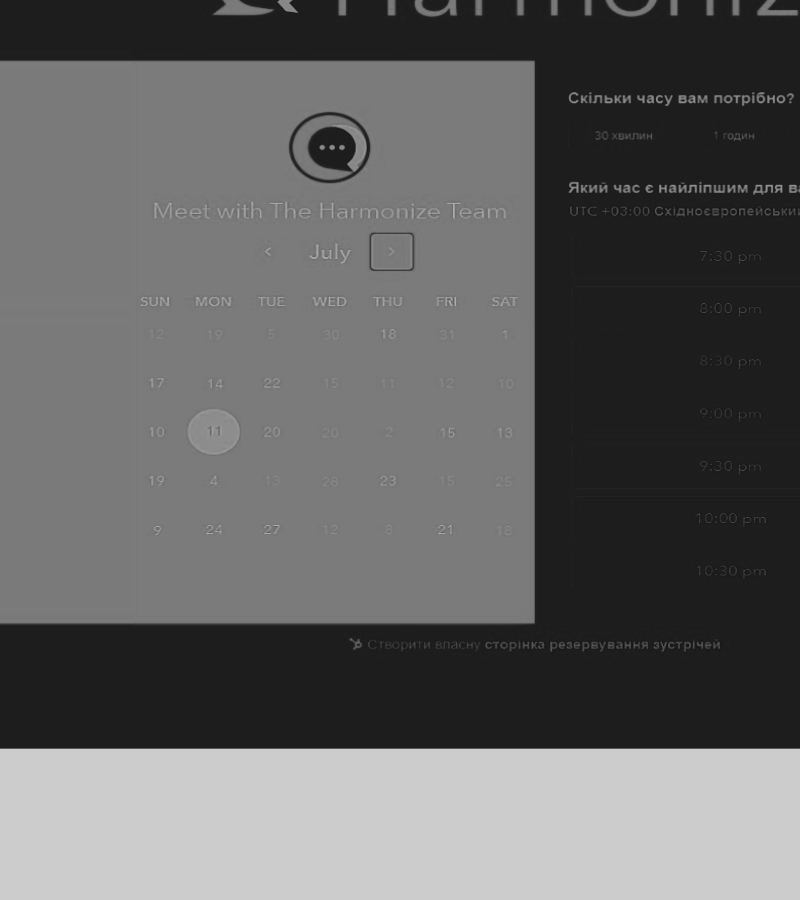 Harmoniz
Meet with The Harmonize Team
July
SUN MON TUE WED THU FRI SAT
12 19 5 30 18 31 1
17 14 22 15 11 12 10
10 11 20 20 2 15 13
19 4 13 28 23 15 25
9 24 27 12 8 21 18
Скільки часу вам потрібно?
30 хвилин 1 годин
Який час є найліпшим для ва
UTC +03:00 Східноєвропейський
7:30 pm
8:00 pm
8:30 pm
9:00 pm
9:30 pm
10:00 pm
10:30 pm
Створити власну сторінка резервування зустрічей